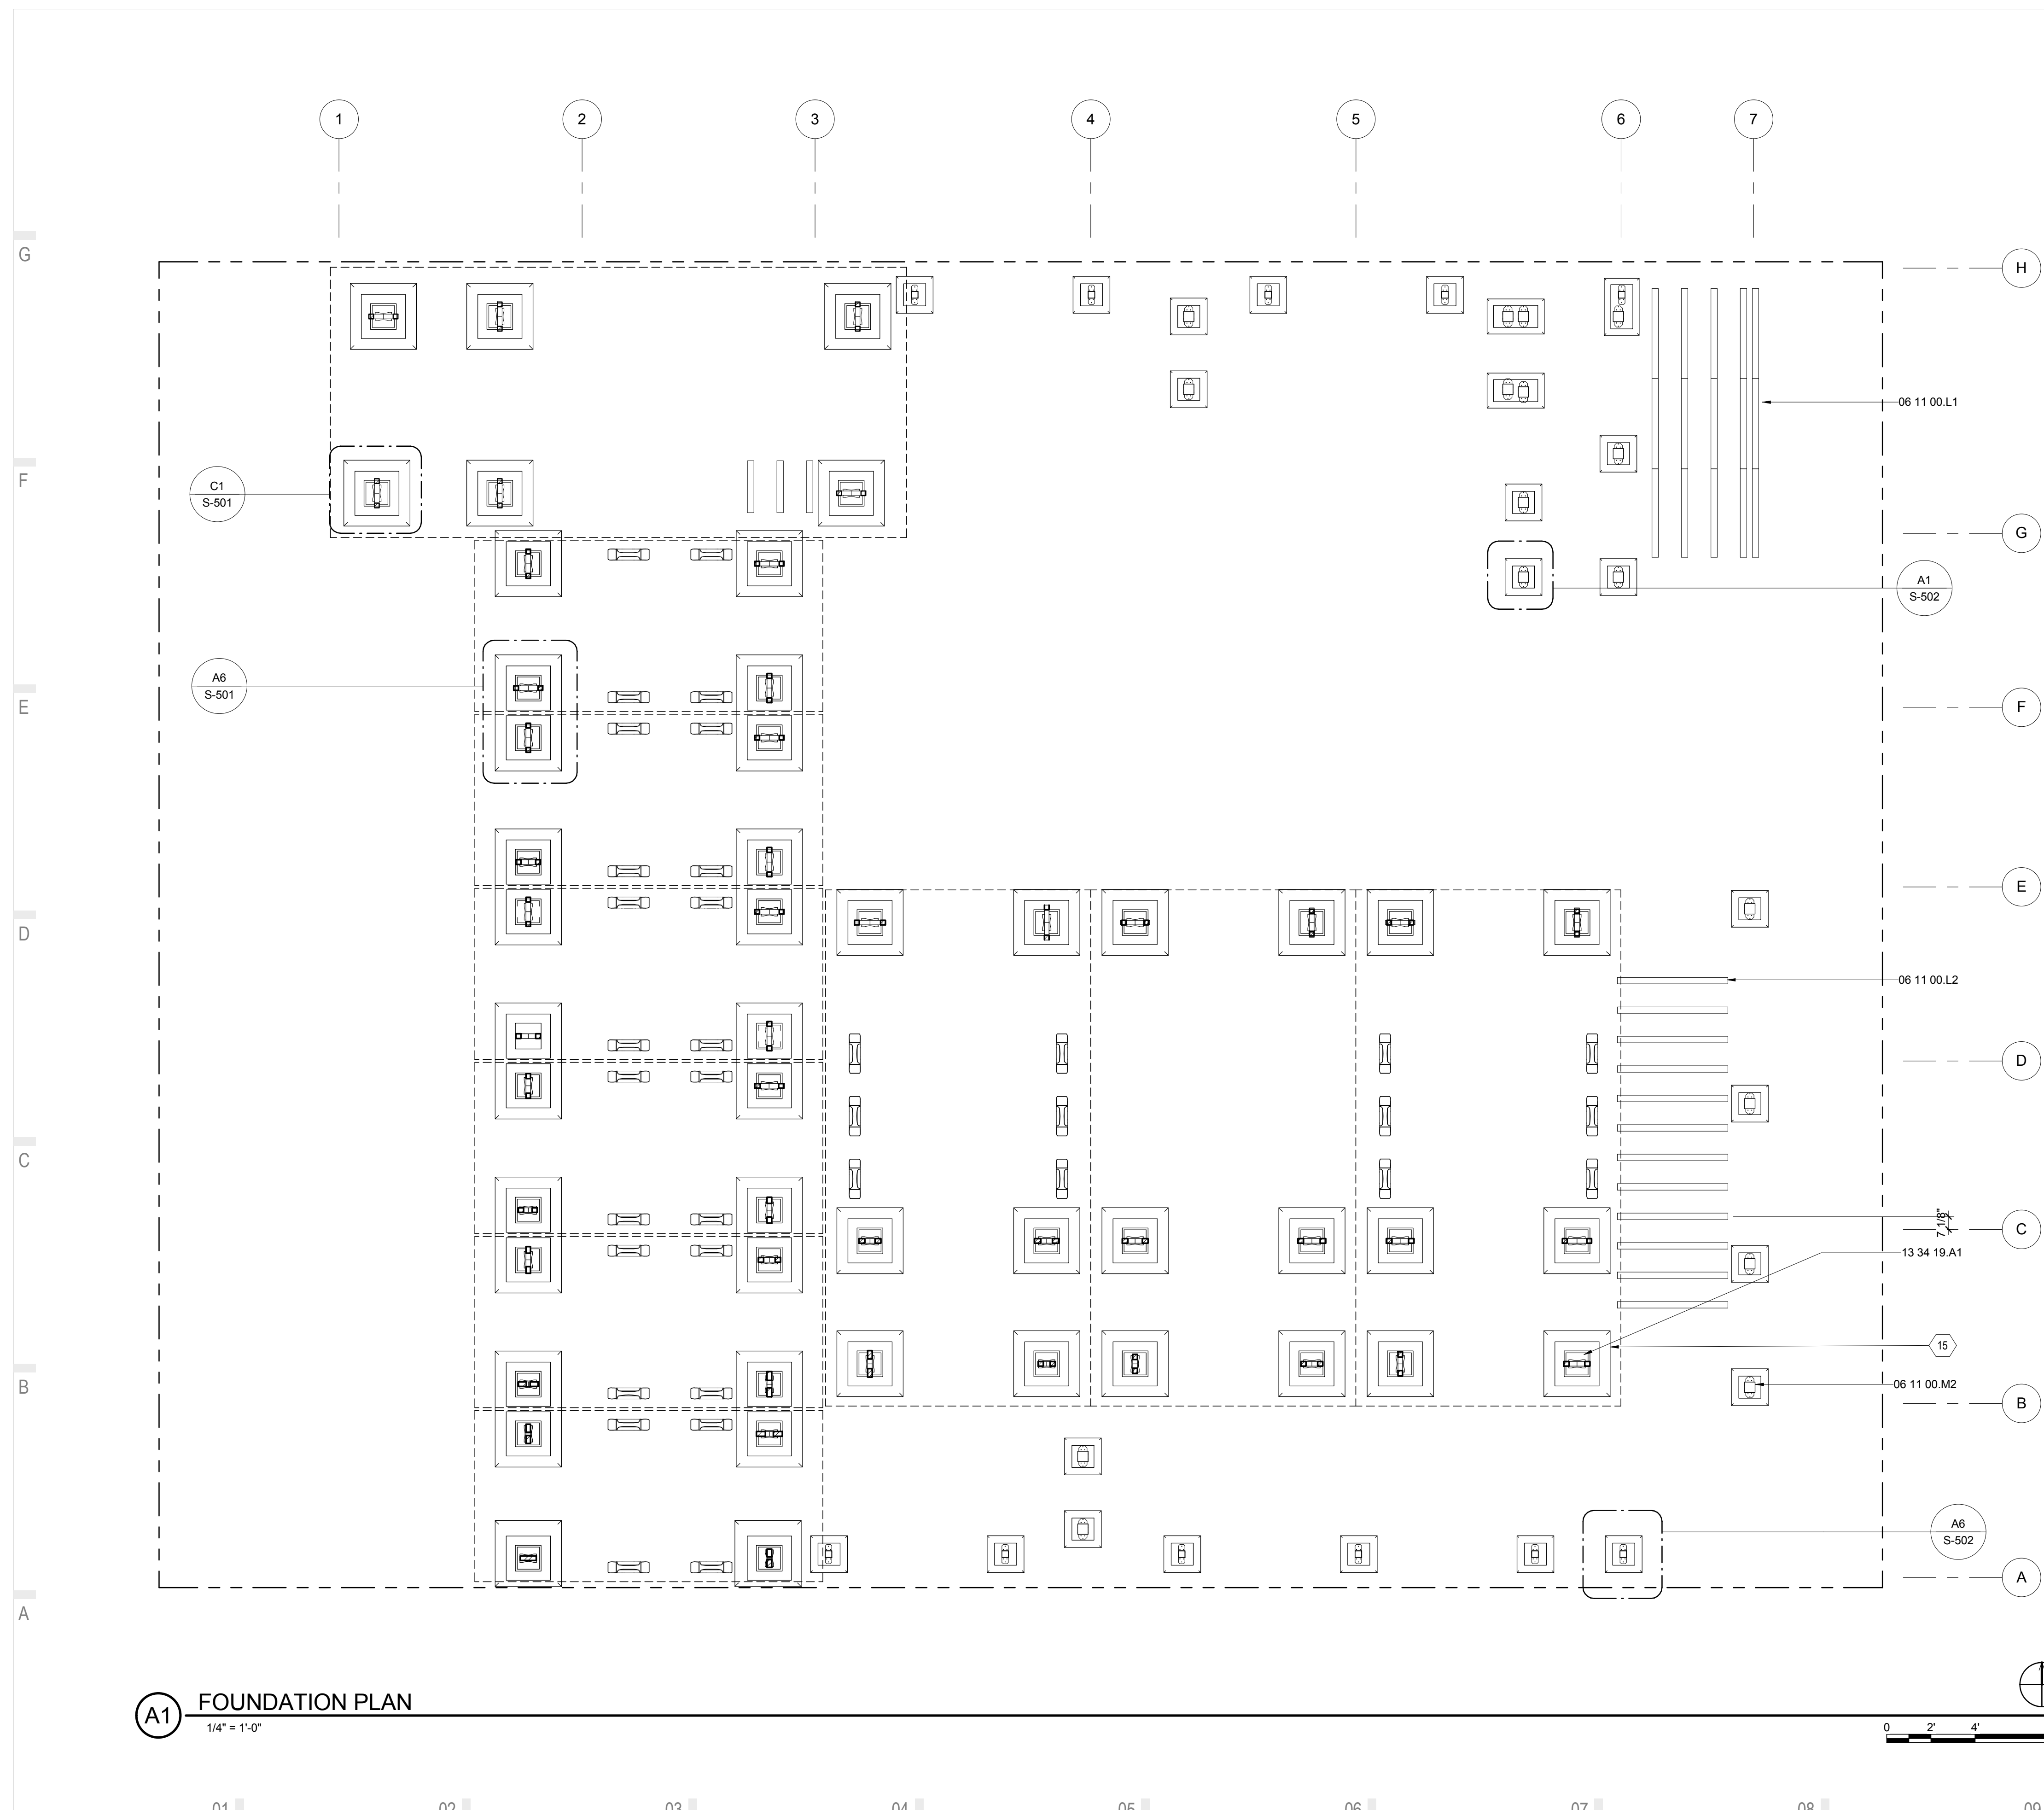 1 2 3 4 5 6 7
G
H
06 11 00.L1
F
C1
S-501
G
A1
S-502
A6
S-501
E
F
E
D
06 11 00.L2
D
C
7 1/8"
C
13 34 19.A1
15
B
06 11 00.M2
B
A6
S-502
A
A
A1
FOUNDATION PLAN
1/4" = 1'-0"
0 2' 4'
01 02 03 04 05 06 07 08 09